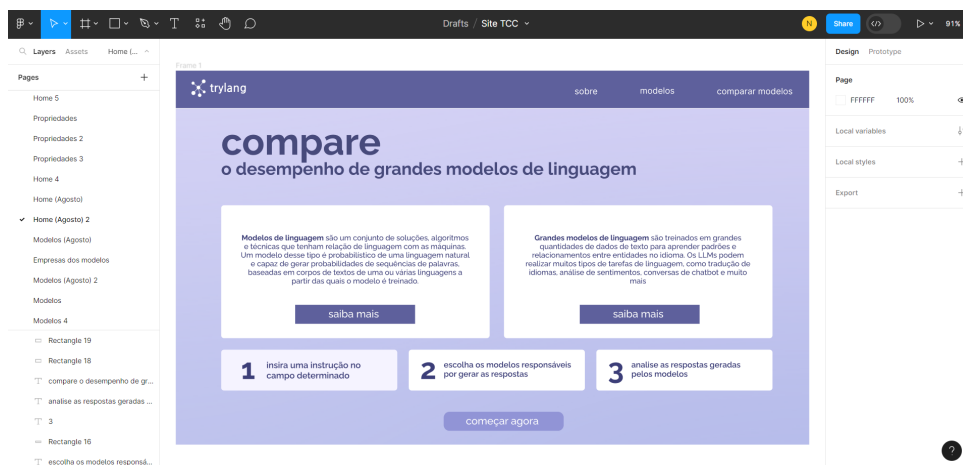 Drafts / Site TCC
N
Share
91%
Layers Assets Home (... 
Design Prototype
Pages
Home 5
Propriedades
Propriedades 2
Propriedades 3
Home 4
Home (Agosto)
Home (Agosto) 2
Modelos (Agosto)
Empresas dos modelos
Modelos (Agosto) 2
Modelos
Modelos 4
Rectangle 19
Rectangle 18
compare o desempenho de gr...
analise as respostas geradas ...
3
Rectangle 16
escolha os modelos responsá...
Frame 1
trylang
sobre modelos comparar modelos
compare
o desempenho de grandes modelos de linguagem
Modelos de linguagem são um conjunto de soluções, algoritmos
e técnicas que tenham relação de linguagem com as máquinas.
Um modelo desse tipo é probabilístico de uma linguagem natural
e capaz de gerar probabilidades de sequências de palavras,
baseadas em corpos de textos de uma ou várias linguagens a
partir das quais o modelo é treinado.
saiba mais
Grandes modelos de linguagem são treinados em grandes
quantidades de dados de texto para aprender padrões e
relacionamentos entre entidades no idioma. Os LLMs podem
realizar muitos tipos de tarefas de linguagem, como tradução de
idiomas, análise de sentimentos, conversas de chatbot e muito
mais
saiba mais
1
insira uma instrução no
campo determinado
2
escolha os modelos responsáveis
por gerar as respostas
3
analise as respostas geradas
pelos modelos
começar agora
Page
FFFFFF 100%
Local variables
Local styles
Export
?